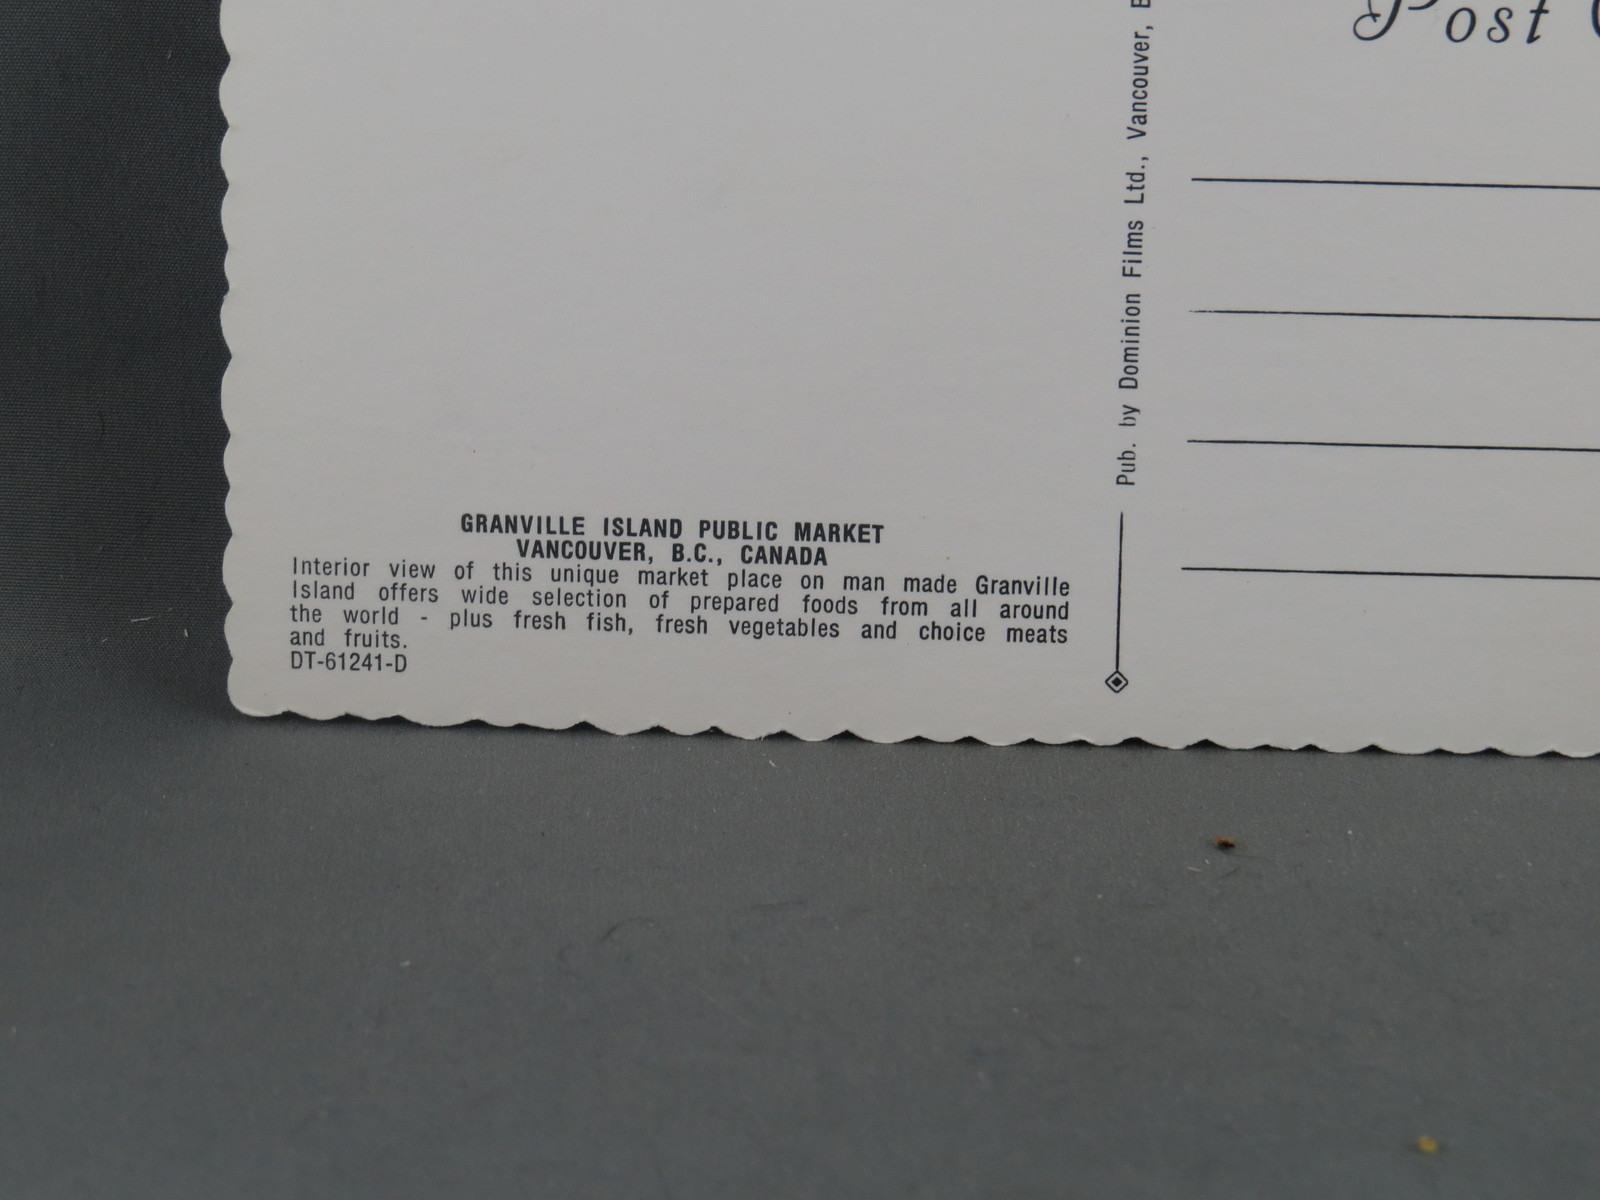 Post
GRANVILLE ISLAND PUBLIC MARKET
VANCOUVER, B.C., CANADA
Interior view of this unique market place on man made Granville
Island offers wide selection of prepared foods from all around
the world - plus fresh fish, fresh vegetables and choice meats
and fruits.
DT-61241-D
Pub. by Dominion Films Ltd., Vancouver, B